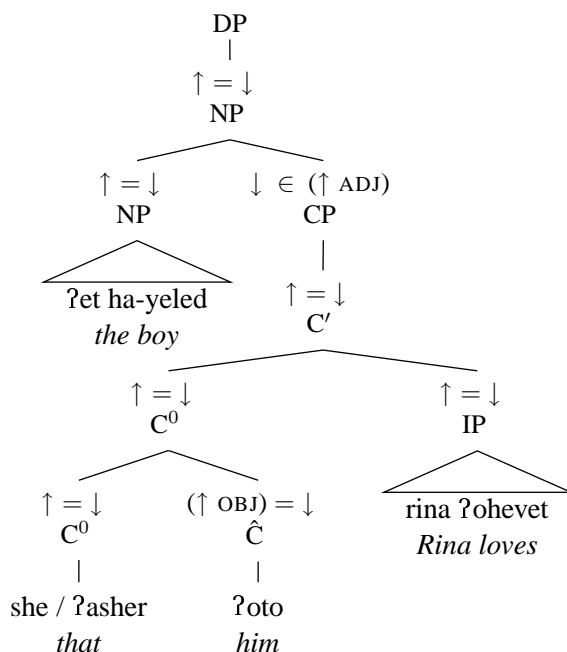 DP
↑ = ↓
NP
↑ = ↓ ↓ ∈ (↑ ADJ)
NP CP
ʔet ha-yeled ↑ = ↓
the boy C′
↑ = ↓ ↑ = ↓
C⁰ IP
↑ = ↓ (↑ OBJ) = ↓ rina ʔohevet
C⁰ Ĉ Rina loves
she / ʔasher ʔoto
that him